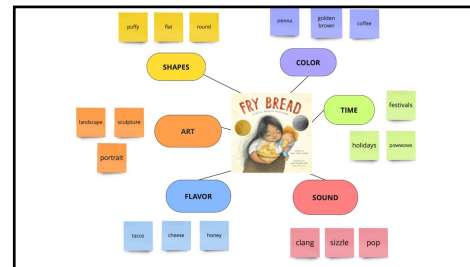 puffy
flat
round
sienna
golden
brown
coffee
SHAPES
COLOR
FRY BREAD
TIME
festivals
holidays
powwows
landscape
sculpture
portrait
ART
FLAVOR
SOUND
tacos
cheese
honey
clang
sizzle
pop